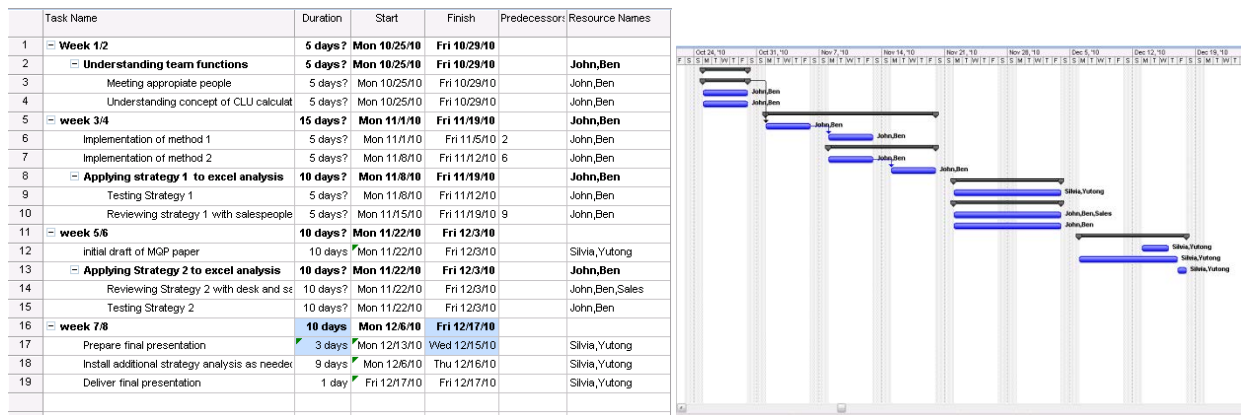 Task Name Duration Start Finish Predecessors Resource Names
1 Week 1/2 5 days? Mon 10/25/10 Fri 10/29/10
2 Understanding team functions 5 days? Mon 10/25/10 Fri 10/29/10 John,Ben
3 Meeting appropiate people 5 days? Mon 10/25/10 Fri 10/29/10 John,Ben
4 Understanding concept of CLU calculat 5 days? Mon 10/25/10 Fri 10/29/10 John,Ben
5 week 3/4 15 days? Mon 11/1/10 Fri 11/19/10 John,Ben
6 Implementation of method 1 5 days? Mon 11/1/10 Fri 11/5/10 2 John,Ben
7 Implementation of method 2 5 days? Mon 11/8/10 Fri 11/12/10 6 John,Ben
8 Applying strategy 1 to excel analysis 10 days? Mon 11/8/10 Fri 11/19/10 John,Ben
9 Testing Strategy 1 5 days? Mon 11/8/10 Fri 11/12/10 John,Ben
10 Reviewing strategy 1 with salespeople 5 days? Mon 11/15/10 Fri 11/19/10 9 John,Ben
11 week 5/6 10 days? Mon 11/22/10 Fri 12/3/10
12 initial draft of MQP paper 10 days Mon 11/22/10 Fri 12/3/10 Silvia,Yutong
13 Applying Strategy 2 to excel analysis 10 days? Mon 11/22/10 Fri 12/3/10 John,Ben
14 Reviewing Strategy 2 with desk and sa 10 days? Mon 11/22/10 Fri 12/3/10 John,Ben,Sales
15 Testing Strategy 2 10 days? Mon 11/22/10 Fri 12/3/10 John,Ben
16 week 7/8 10 days Mon 12/6/10 Fri 12/17/10
17 Prepare final presentation 3 days Mon 12/13/10 Wed 12/15/10 Silvia,Yutong
18 Install additional strategy analysis as needed 9 days Mon 12/6/10 Thu 12/16/10 Silvia,Yutong
19 Deliver final presentation 1 day Fri 12/17/10 Fri 12/17/10 Silvia,Yutong
Oct 24, '10 Oct 31, '10 Nov 7, '10 Nov 14, '10 Nov 21, '10 Nov 28, '10 Dec 5, '10 Dec 12, '10 Dec 19, '10
F S S M T W T F S S M T W T F S S M T W T F S S M T W T F S S M T W T F S S M T W T F S S M T W T F S S M T W T F S S M T
John,Ben
John,Ben
John,Ben
John,Ben
John,Ben
John,Ben
Silvia,Yutong
John,Ben,Sales
John,Ben
Silvia,Yutong
Silvia,Yutong
Silvia,Yutong